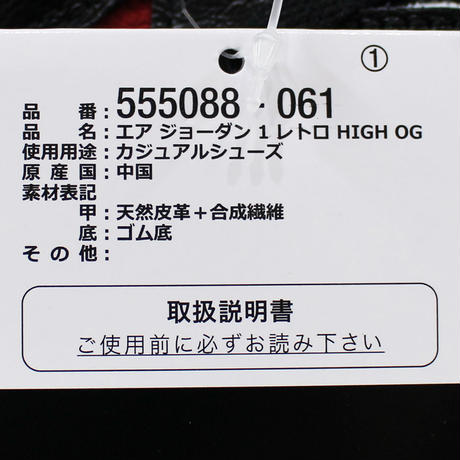 ①
品 番：555088 - 061
品 名：エア ジョーダン 1 レトロ HIGH OG
使用用途：カジュアルシューズ
原 産 国：中国
素材表記
甲：天然皮革＋合成繊維
底：ゴム底
そ の 他：
取扱説明書
ご使用前に必ずお読み下さい